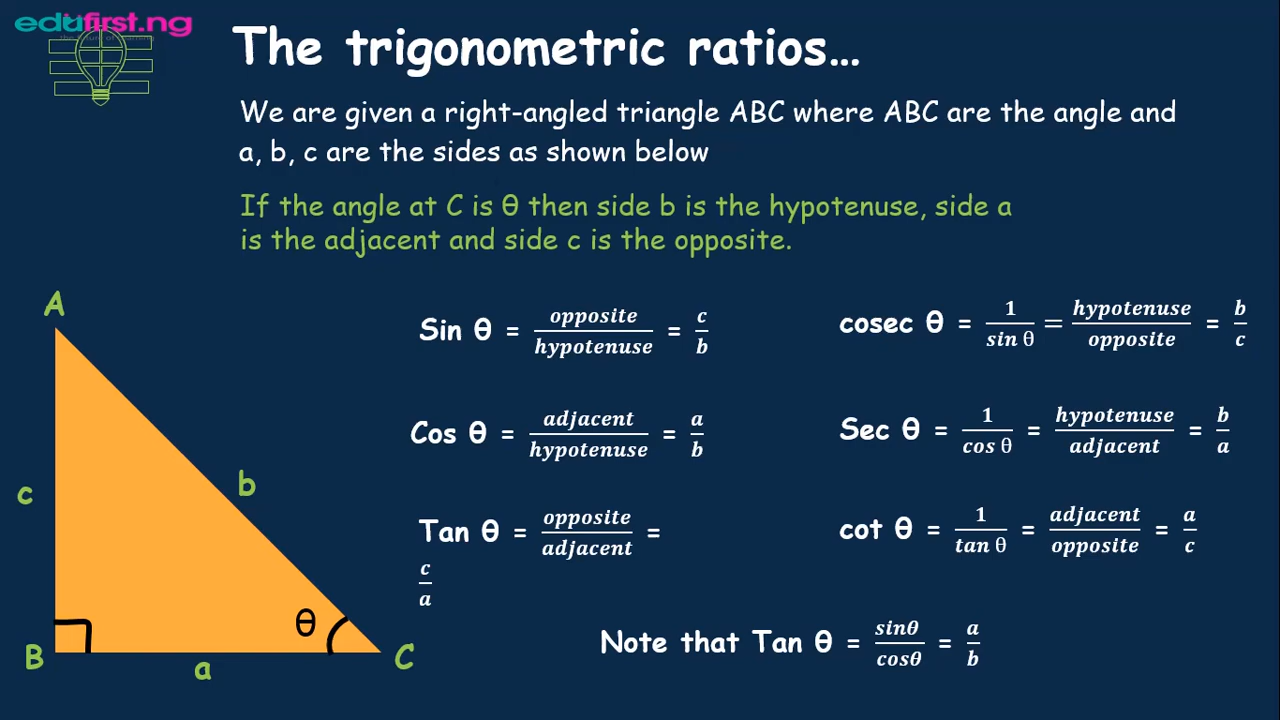 edufirst.ng
The trigonometric ratios...
We are given a right-angled triangle ABC where ABC are the angle and
a, b, c are the sides as shown below
If the angle at C is θ then side b is the hypotenuse, side a
is the adjacent and side c is the opposite.
A
c
b
θ
B
a
C
Sin θ = opposite/hypotenuse = c/b
cosec θ = 1/sin θ = hypotenuse/opposite = b/c
Cos θ = adjacent/hypotenuse = a/b
Sec θ = 1/cos θ = hypotenuse/adjacent = b/a
Tan θ = opposite/adjacent =
c/a
cot θ = 1/tan θ = adjacent/opposite = a/c
Note that Tan θ = sinθ/cosθ = a/b